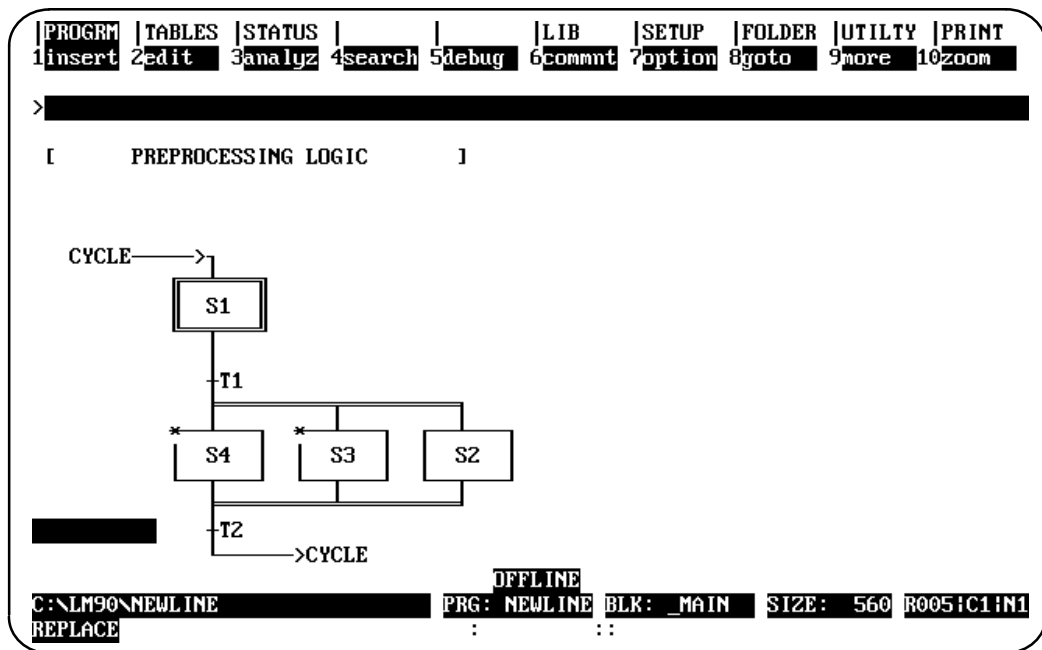 |PROGRM |TABLES |STATUS | | |LIB |SETUP |FOLDER |UTILTY |PRINT
1insert 2edit 3analyz 4search 5debug 6commnt 7option 8goto 9more 10zoom
>
[ PREPROCESSING LOGIC ]
CYCLE
S1
T1
S4 S3 S2
T2
>CYCLE
OFFLINE
C:\LM90\NEWLINE PRG: NEWLINE BLK: _MAIN SIZE: 560 R005¦C1¦N1
REPLACE : ::